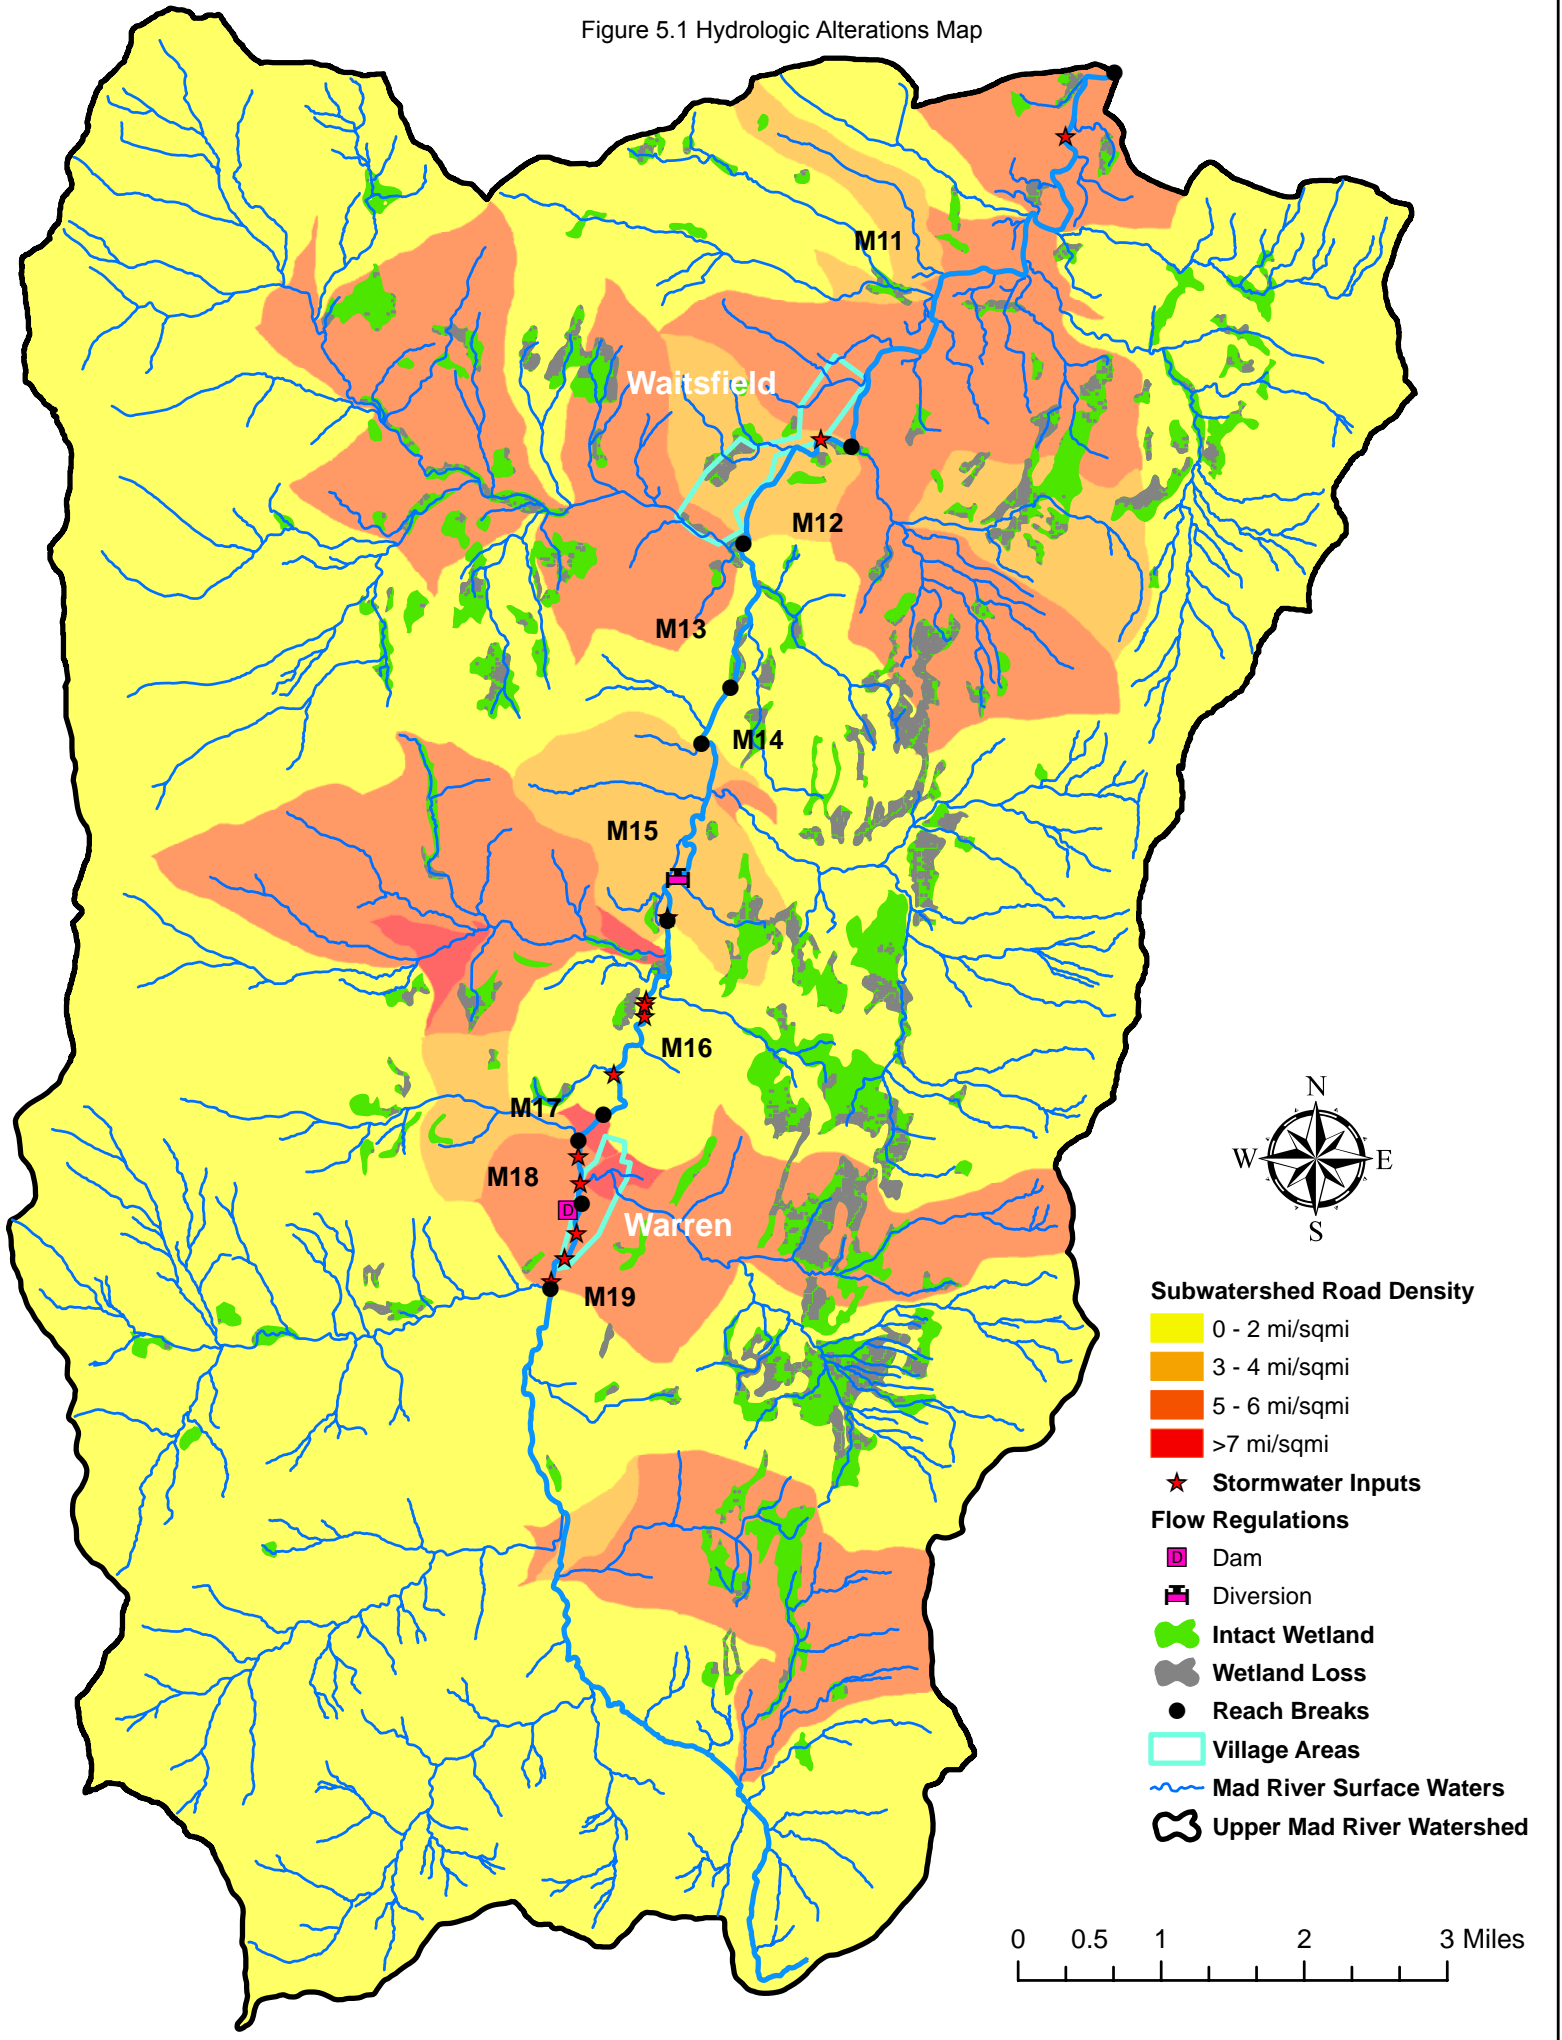 Figure 5.1 Hydrologic Alterations Map
M11
Waitsfield
M12
M13
M14
M15
M16
M17
M18
D
Warren
M19
N
W E
S
Subwatershed Road Density
0 - 2 mi/sqmi
3 - 4 mi/sqmi
5 - 6 mi/sqmi
>7 mi/sqmi
Stormwater Inputs
Flow Regulations
D Dam
Diversion
Intact Wetland
Wetland Loss
Reach Breaks
Village Areas
Mad River Surface Waters
Upper Mad River Watershed
0 0.5 1 2 3 Miles